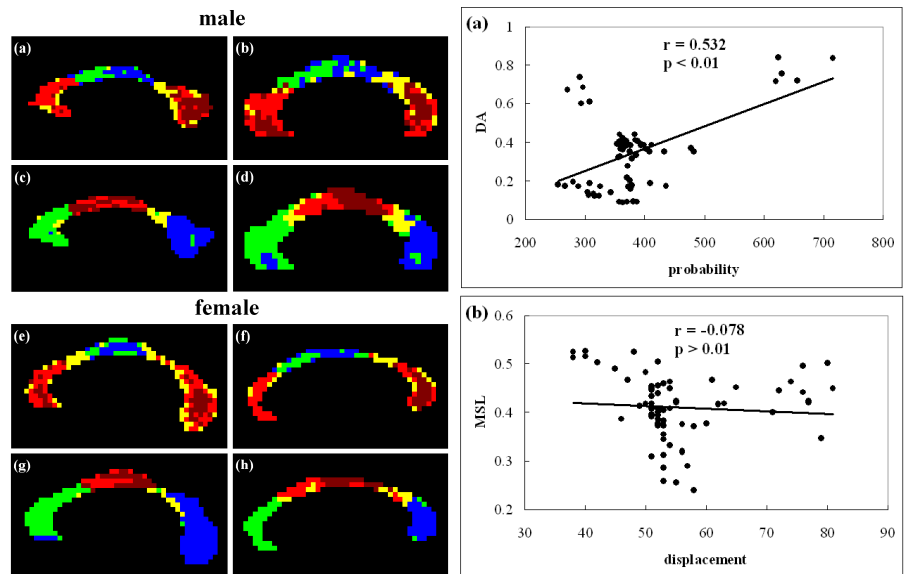 male
(a)
(b)
(c)
(d)
female
(e)
(f)
(g)
(h)
(a)
r = 0.532
p < 0.01
1
0.8
0.6
0.4
0.2
0
DA
200 300 400 500 600 700 800
probability
(b)
r = -0.078
p > 0.01
0.6
0.5
0.4
0.3
0.2
MSL
30 40 50 60 70 80 90
displacement